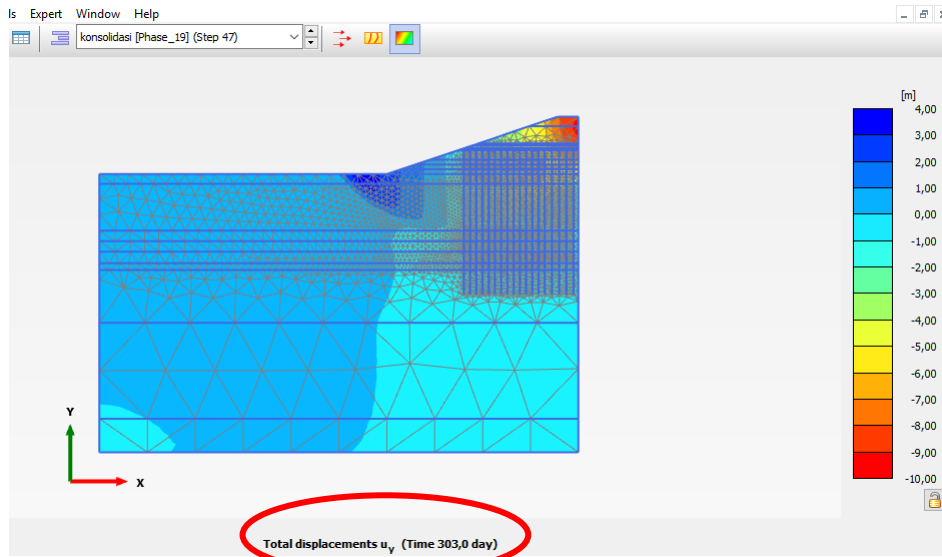 ls Expert Window Help
konsolidasi [Phase_19] (Step 47)
[m]
4,00
3,00
2,00
1,00
0,00
-1,00
-2,00
-3,00
-4,00
-5,00
-6,00
-7,00
-8,00
-9,00
-10,00
Y
X
Total displacements uy (Time 303,0 day)